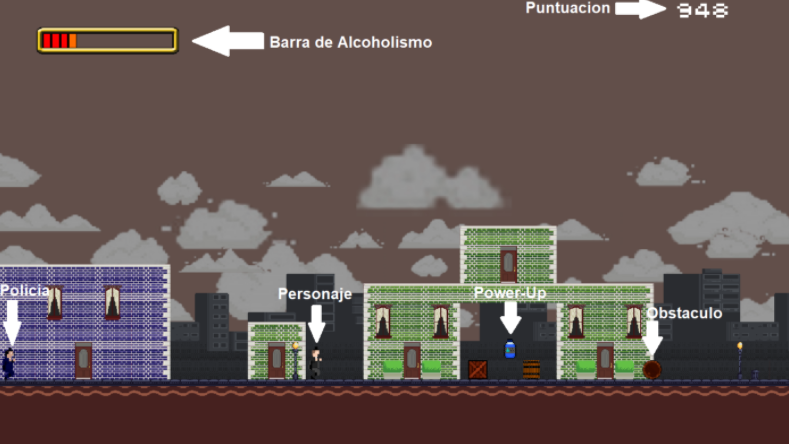 Puntuacion
948
Barra de Alcoholismo
Policia
Personaje
Power-Up
Obstaculo